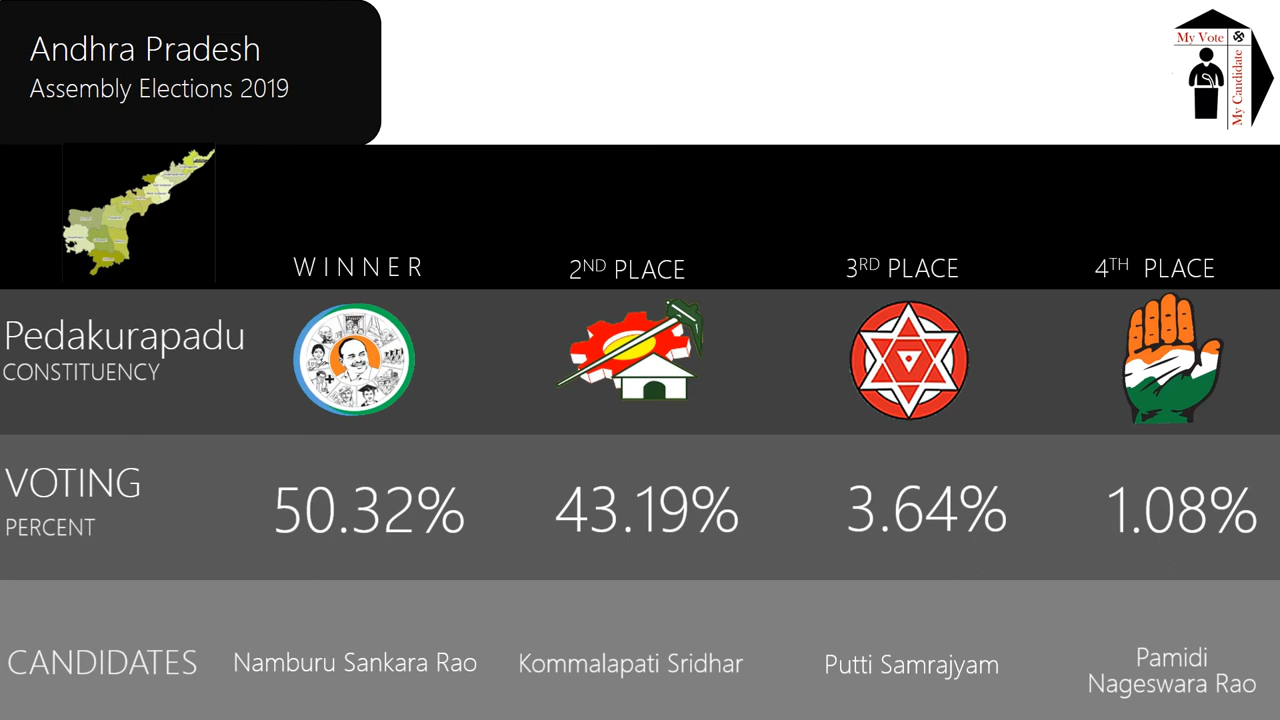 Andhra Pradesh
Assembly Elections 2019
My Vote
My Candidate
WINNER
2ND PLACE
3RD PLACE
4TH PLACE
Pedakurapadu
CONSTITUENCY
VOTING
PERCENT
50.32%
43.19%
3.64%
1.08%
CANDIDATES
Namburu Sankara Rao
Kommalapati Sridhar
Putti Samrajyam
Pamidi
Nageswara Rao